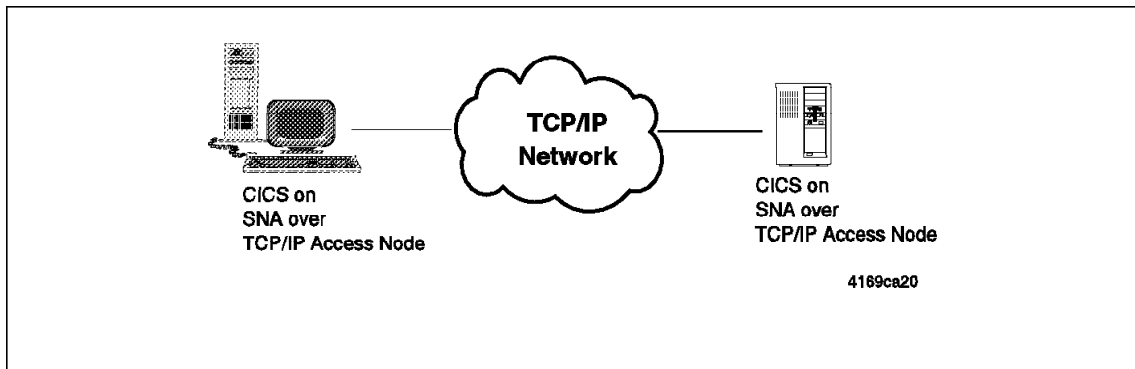 TCP/IP
Network
CICS on
SNA over
TCP/IP Access Node
CICS on
SNA over
TCP/IP Access Node
4169ca20